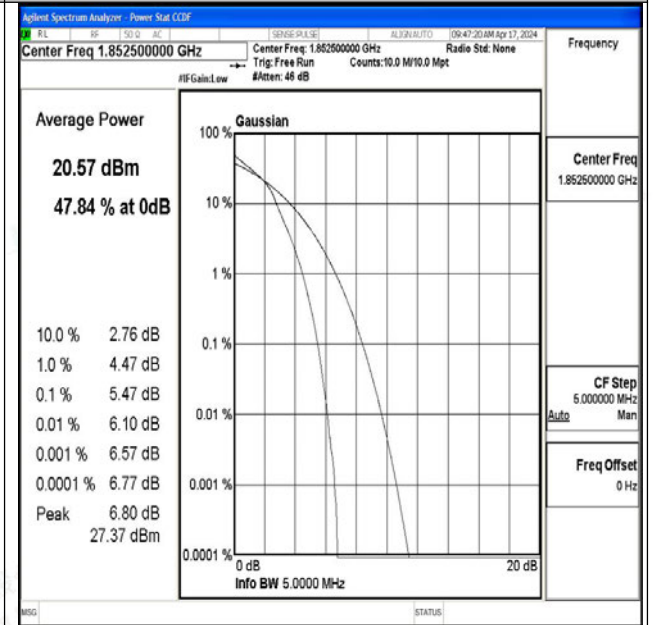 Agilent Spectrum Analyzer - Power Stat CCDF
RL RF 50 Ω AC SENSE:PULSE ALIGN AUTO 09:47:20 AM Apr 17, 2024
Center Freq 1.852500000 GHz
Center Freq: 1.852500000 GHz Radio Std: None
Trig: Free Run Counts:10.0 M/10.0 Mpt
#IFGain:Low #Atten: 46 dB
Frequency
Average Power
20.57 dBm
47.84 % at 0dB
10.0 % 2.76 dB
1.0 % 4.47 dB
0.1 % 5.47 dB
0.01 % 6.10 dB
0.001 % 6.57 dB
0.0001 % 6.77 dB
Peak 6.80 dB
27.37 dBm
Gaussian
100 %
10 %
1 %
0.1 %
0.01 %
0.001 %
0.0001 %
0 dB 20 dB
Info BW 5.0000 MHz
Center Freq
1.852500000 GHz
CF Step
5.000000 MHz
Auto Man
Freq Offset
0 Hz
MSG STATUS